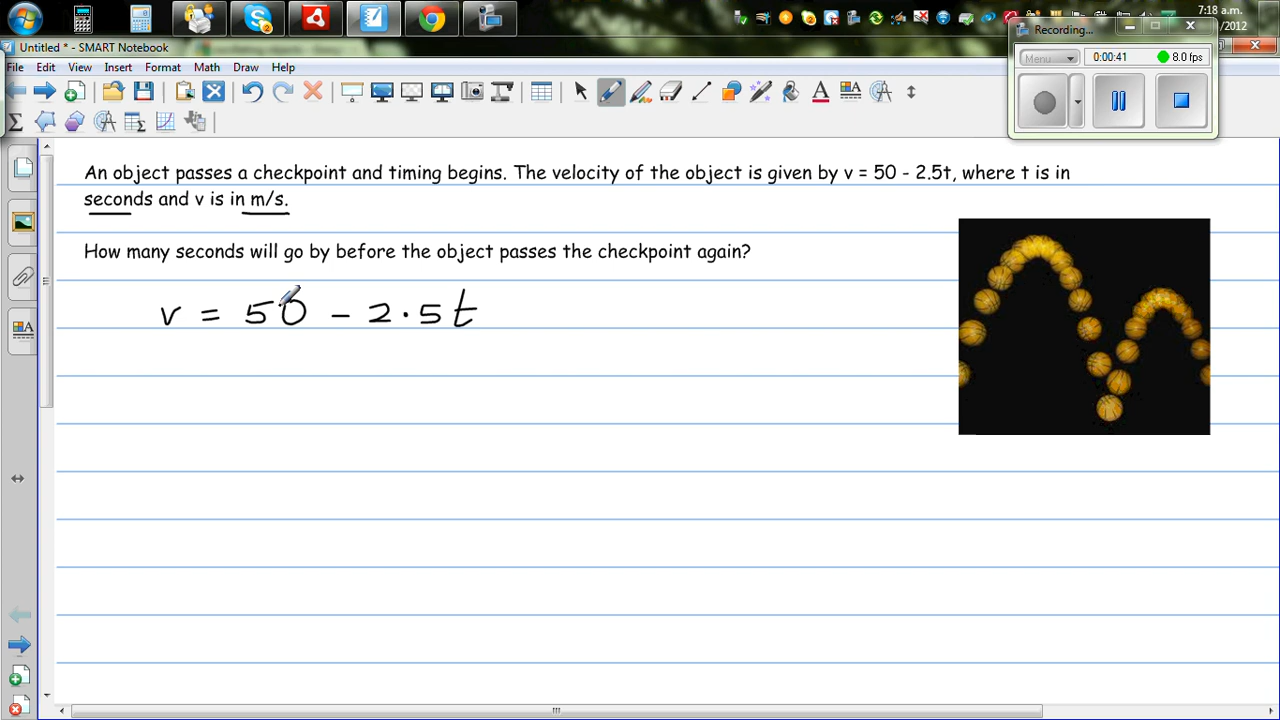 7:18 a.m.
/2012
Untitled * - SMART Notebook
Recording...
File Edit View Insert Format Math Draw Help
Menu 0:00:41 8.0 fps
An object passes a checkpoint and timing begins. The velocity of the object is given by v = 50 - 2.5t, where t is in
seconds and v is in m/s.
How many seconds will go by before the object passes the checkpoint again?
v = 50 - 2.5t